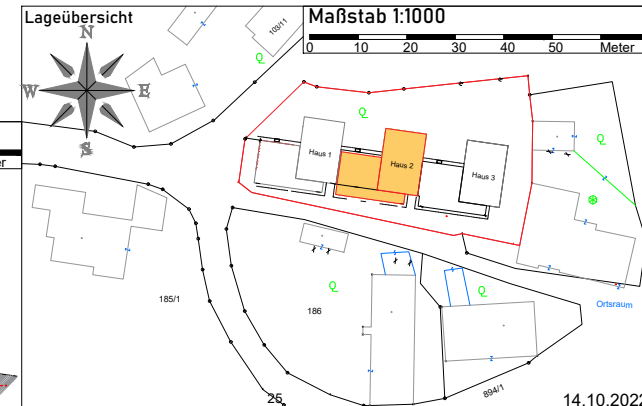 Lageübersicht
Maßstab 1:1000
0 10 20 30 40 50 Meter
N
W E
S
103/11
Q
Q
Q
Haus 1
Haus 2
Haus 3
185/1
186
Q
Q
Ortsraum
894/1
25
14.10.2022